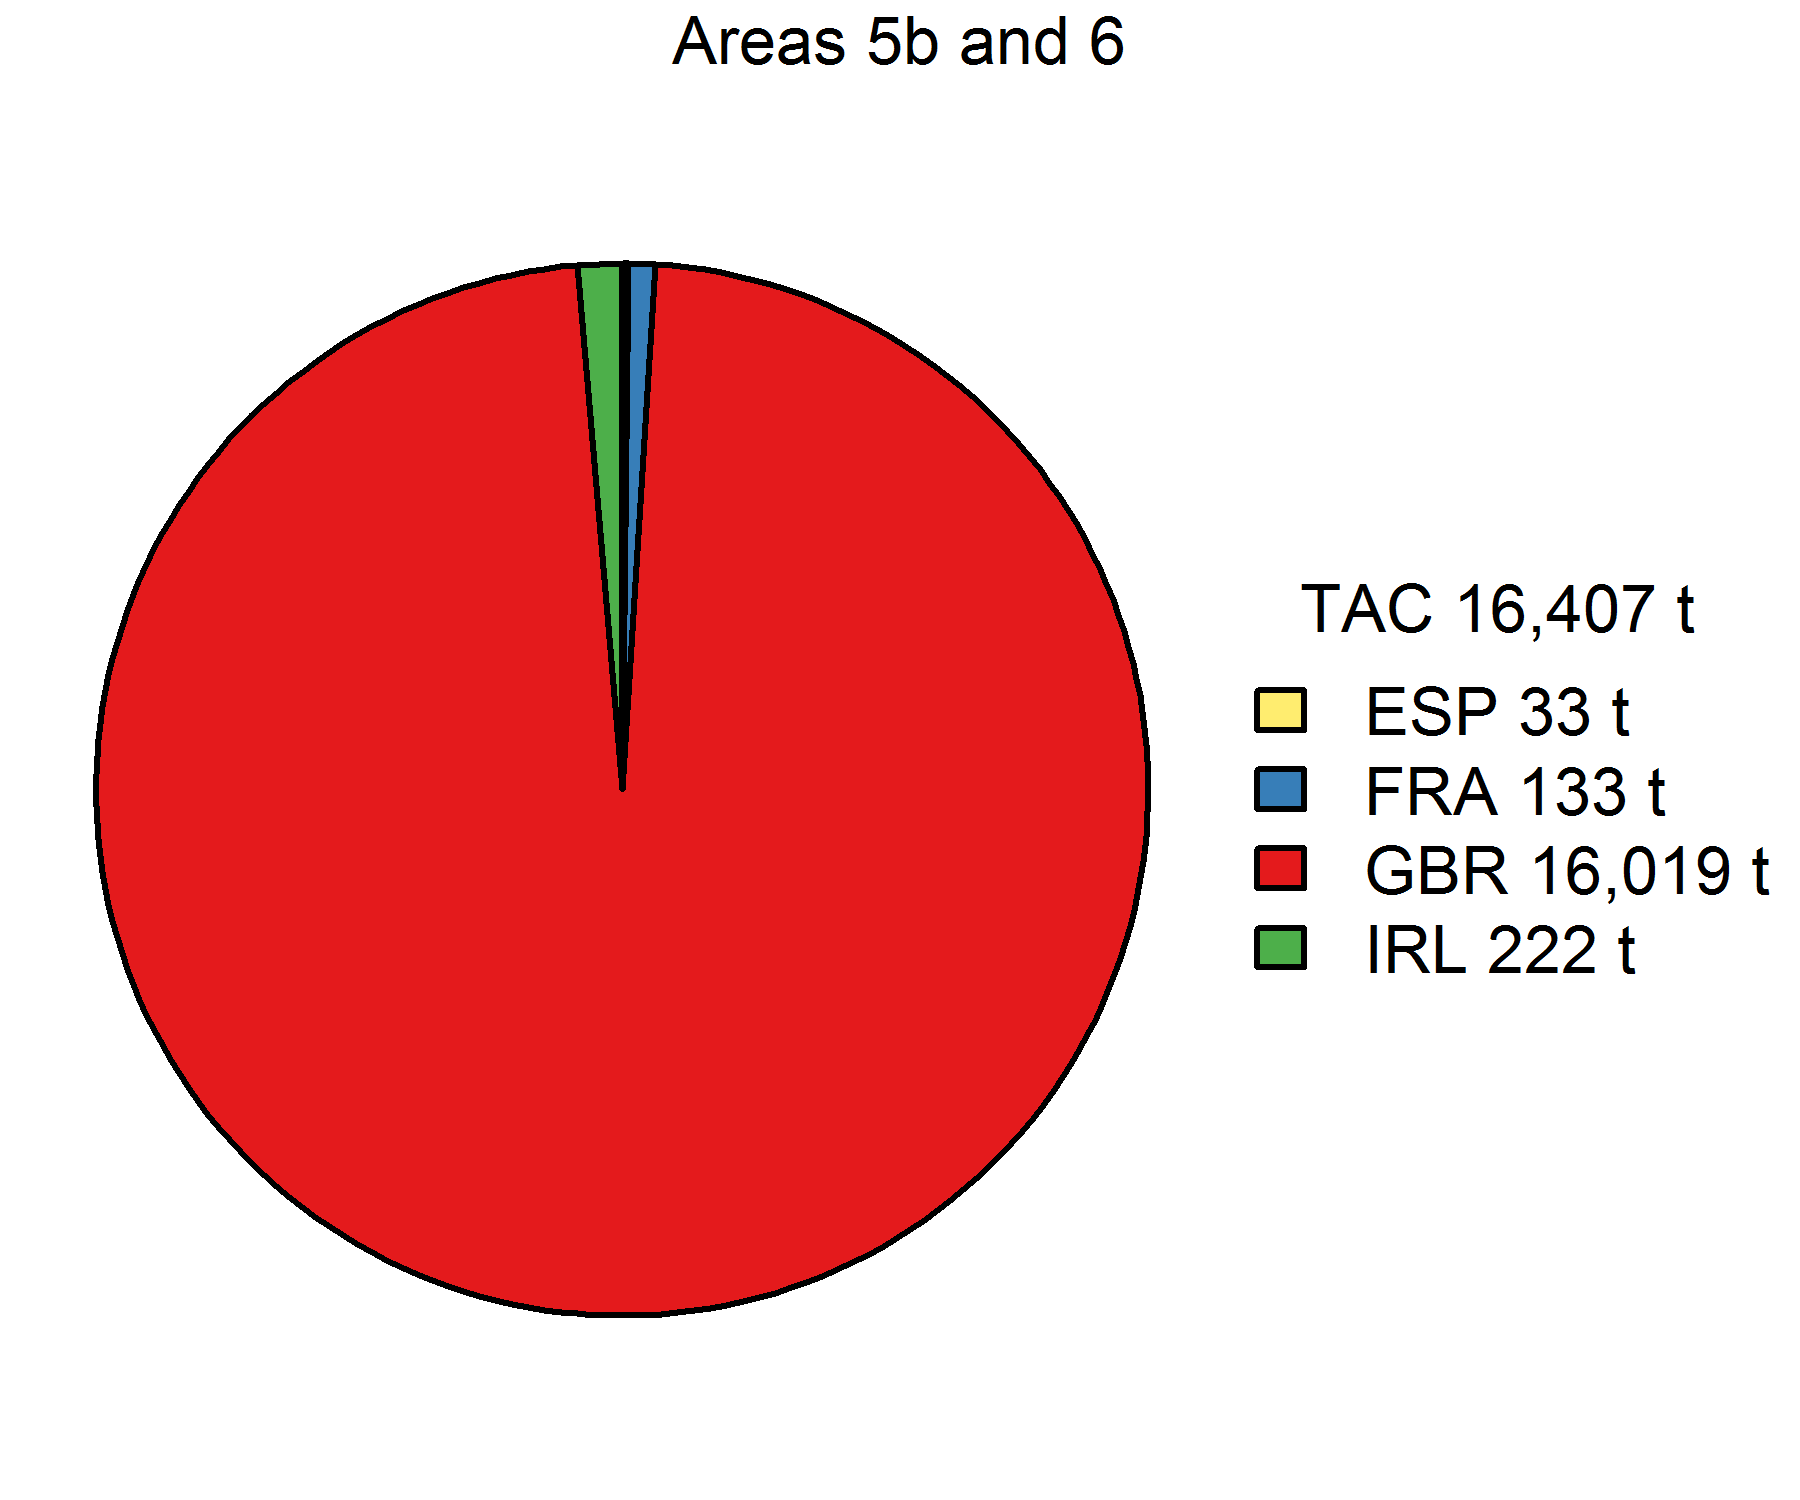 Areas 5b and 6
TAC 16,407 t
ESP 33 t
FRA 133 t
GBR 16,019 t
IRL 222 t